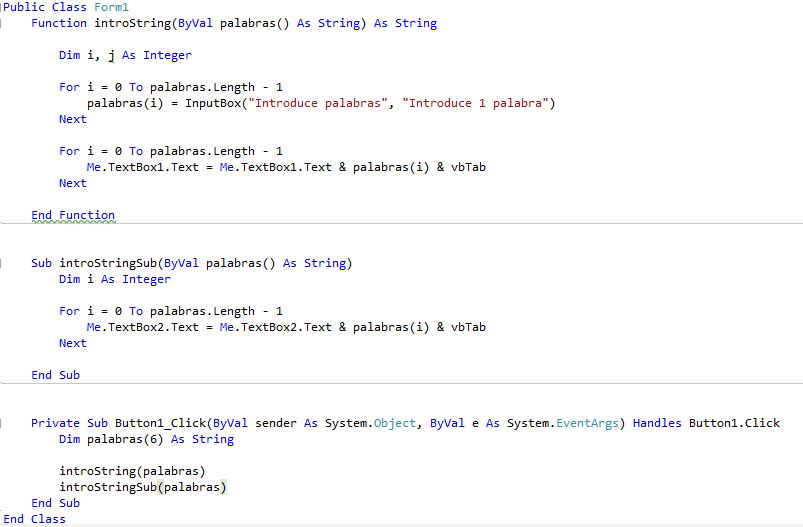 Public Class Form1
    Function introString(ByVal palabras() As String) As String

        Dim i, j As Integer

        For i = 0 To palabras.Length - 1
            palabras(i) = InputBox("Introduce palabras", "Introduce 1 palabra")
        Next

        For i = 0 To palabras.Length - 1
            Me.TextBox1.Text = Me.TextBox1.Text & palabras(i) & vbTab
        Next

    End Function


    Sub introStringSub(ByVal palabras() As String)
        Dim i As Integer

        For i = 0 To palabras.Length - 1
            Me.TextBox2.Text = Me.TextBox2.Text & palabras(i) & vbTab
        Next

    End Sub


    Private Sub Button1_Click(ByVal sender As System.Object, ByVal e As System.EventArgs) Handles Button1.Click
        Dim palabras(6) As String

        introString(palabras)
        introStringSub(palabras)
    End Sub
End Class